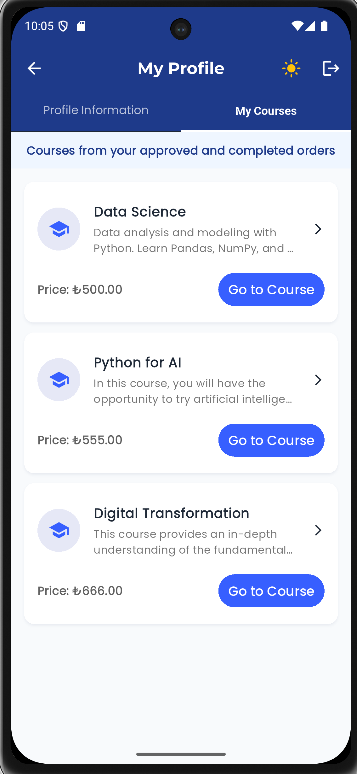 10:05
My Profile
Profile Information
My Courses
Courses from your approved and completed orders
Data Science
Data analysis and modeling with
Python. Learn Pandas, NumPy, and ...
Price: ₺500.00
Go to Course
Python for AI
In this course, you will have the
opportunity to try artificial intellige...
Price: ₺555.00
Go to Course
Digital Transformation
This course provides an in-depth
understanding of the fundamental...
Price: ₺666.00
Go to Course